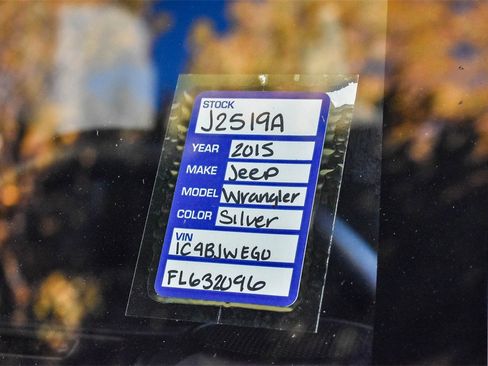 STOCK
J2519A
YEAR 2015
MAKE Jeep
MODEL Wrangler
COLOR Silver
VIN
1C4BJWEG0
FL632096